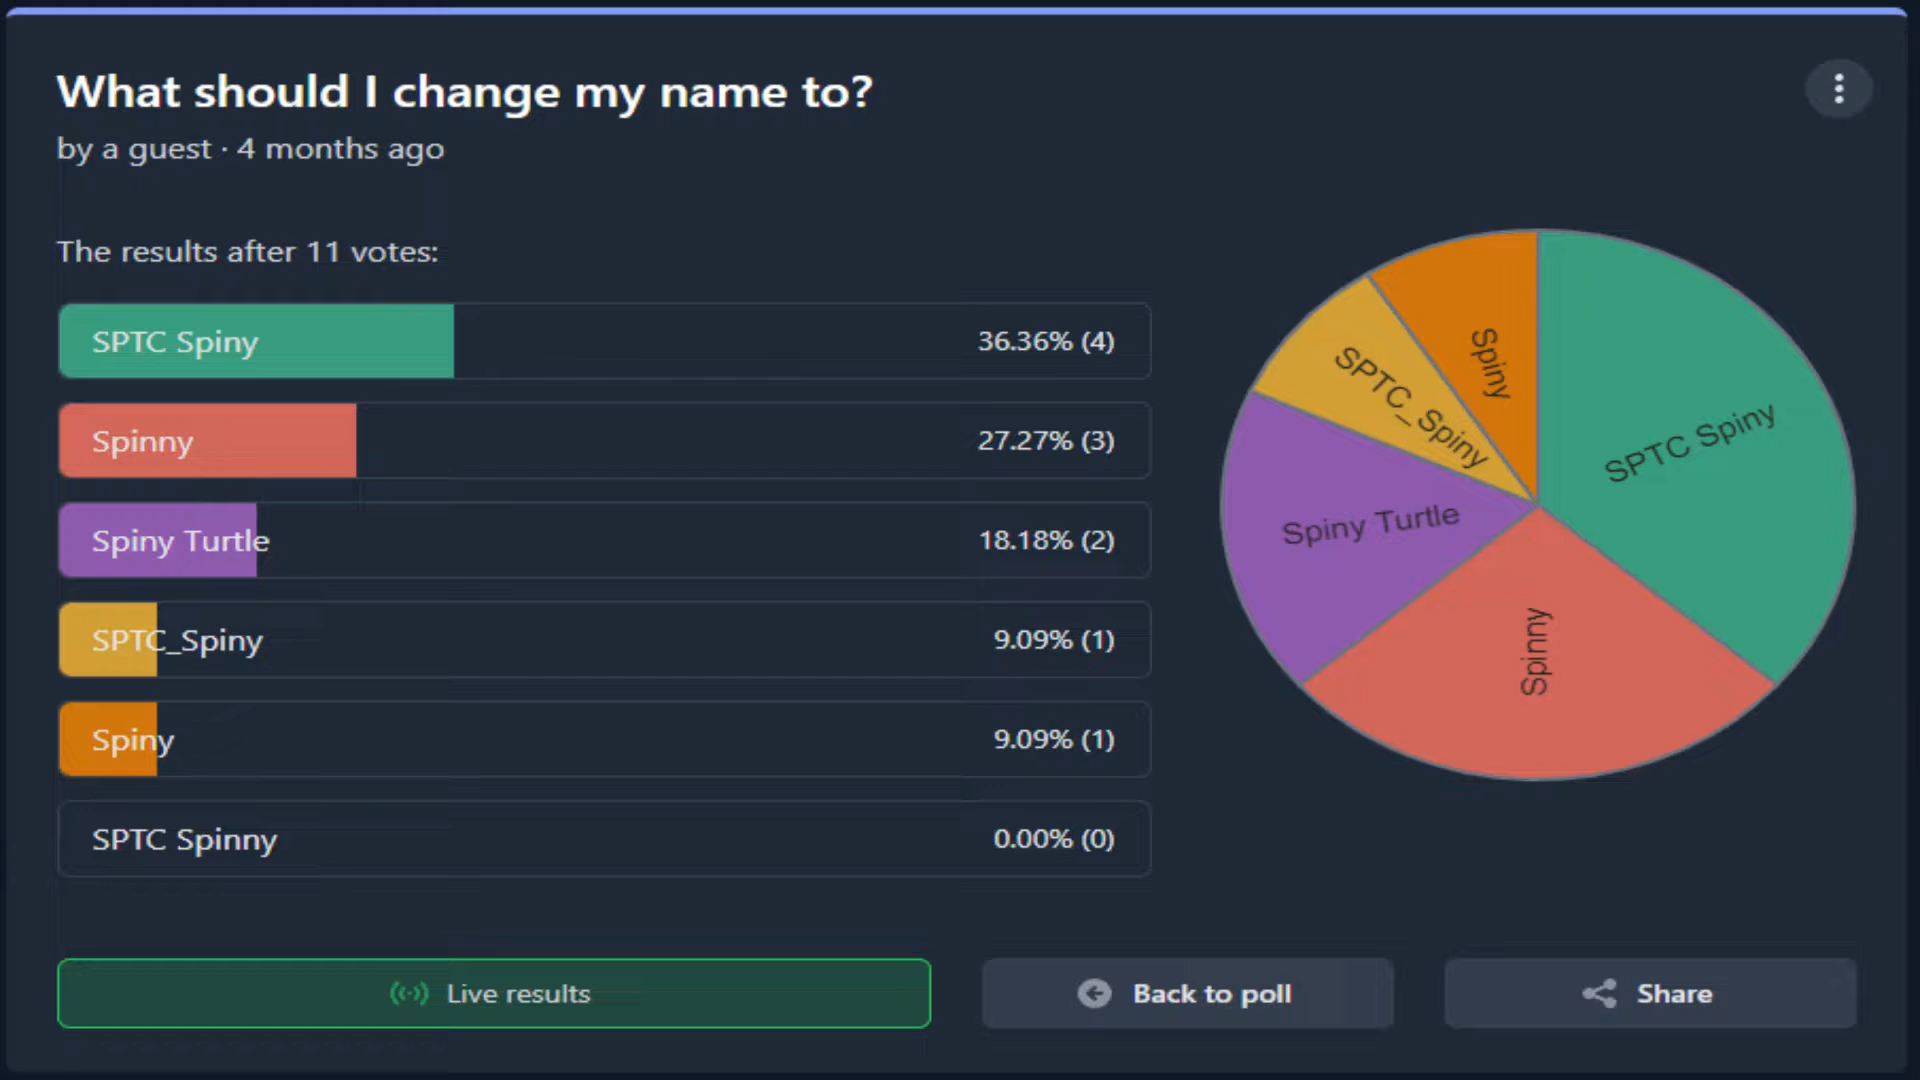 What should I change my name to?
by a guest · 4 months ago
The results after 11 votes:
SPTC Spiny 36.36% (4)
Spinny 27.27% (3)
Spiny Turtle 18.18% (2)
SPTC_Spiny 9.09% (1)
Spiny 9.09% (1)
SPTC Spinny 0.00% (0)
Spiny
SPTC_Spiny
SPTC Spiny
Spiny Turtle
Spinny
Live results
Back to poll
Share